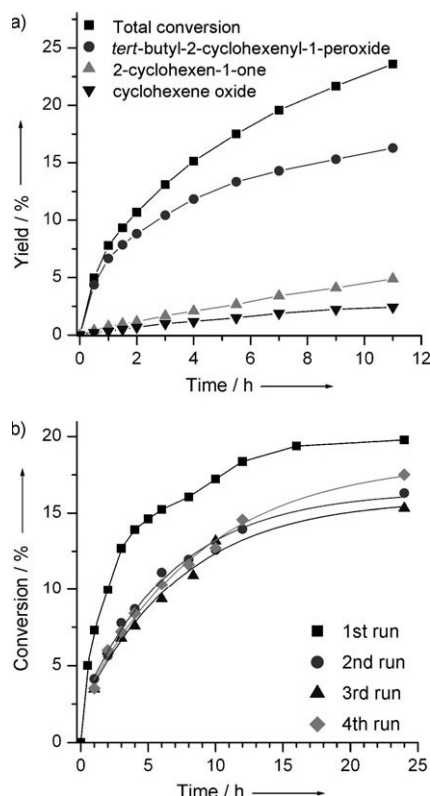 a)
Total conversion
tert-butyl-2-cyclohexenyl-1-peroxide
2-cyclohexen-1-one
cyclohexene oxide
25
20
15
10
5
0
Yield / %
0 2 4 6 8 10 12
Time / h
b)
20
15
10
5
0
Conversion / %
1st run
2nd run
3rd run
4th run
0 5 10 15 20 25
Time / h